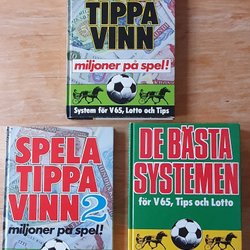 TIPPA
VINN
miljoner på spel!
System för V65, Lotto och Tips
SPELA
TIPPA
VINN 2
miljoner på spel!
DE BÄSTA
SYSTEMEN
för V65, Tips och Lotto